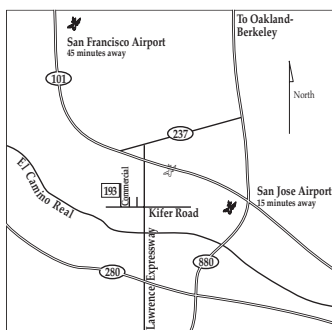 To Oakland-
Berkeley
San Francisco Airport
45 minutes away
101
North
237
El Camino Real
193
Commercial
San Jose Airport
15 minutes away
Kifer Road
Lawrence Expressway
880
280